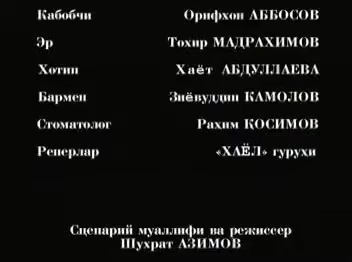 Кабобчи Орифхон АББОСОВ
Эр Тохир МАДРАХИМОВ
Хотин Хаёт АБДУЛЛАЕВА
Бармен Зиёвуддин КАМОЛОВ
Стоматолог Рахим КОСИМОВ
Реперлар «ХАЁЛ» гурухи
Сценарий муаллифи ва режиссер
Шухрат АЗИМОВ